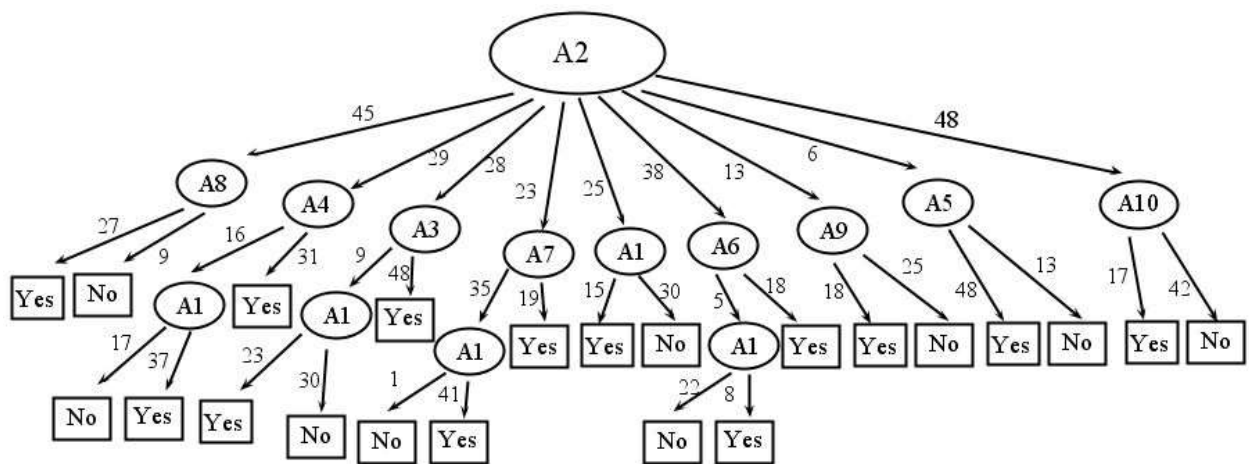 A2
45
29
28
23
25
38
13
6
48
A8
A4
A3
A7
A1
A6
A9
A5
A10
27
9
16
31
9
48
35
19
15
30
5
18
18
25
48
13
17
42
Yes
No
A1
Yes
A1
Yes
A1
Yes
Yes
No
A1
Yes
Yes
No
Yes
No
Yes
No
17
37
23
30
1
41
22
8
No
Yes
Yes
No
No
Yes
No
Yes